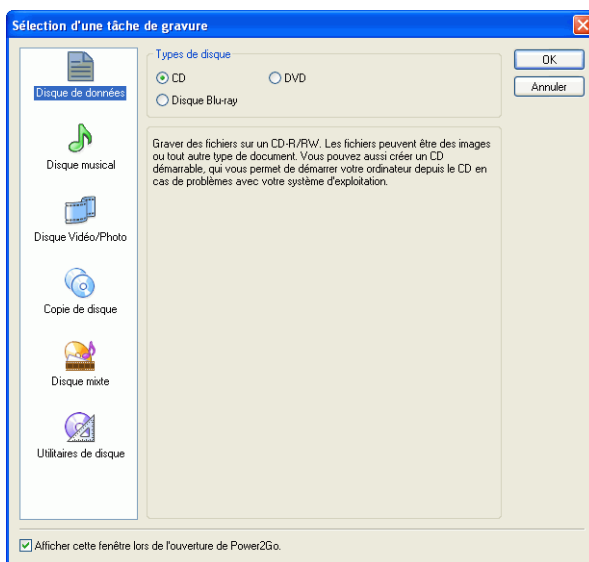 Sélection d'une tâche de gravure
Disque de données
Disque musical
Disque Vidéo/Photo
Copie de disque
Disque mixte
Utilitaires de disque
Types de disque
CD
DVD
Disque Blu-ray
Graver des fichiers sur un CD-R/RW. Les fichiers peuvent être des images
ou tout autre type de document. Vous pouvez aussi créer un CD
démarrable, qui vous permet de démarrer votre ordinateur depuis le CD en
cas de problèmes avec votre système d'exploitation.
OK
Annuler
Afficher cette fenêtre lors de l'ouverture de Power2Go.